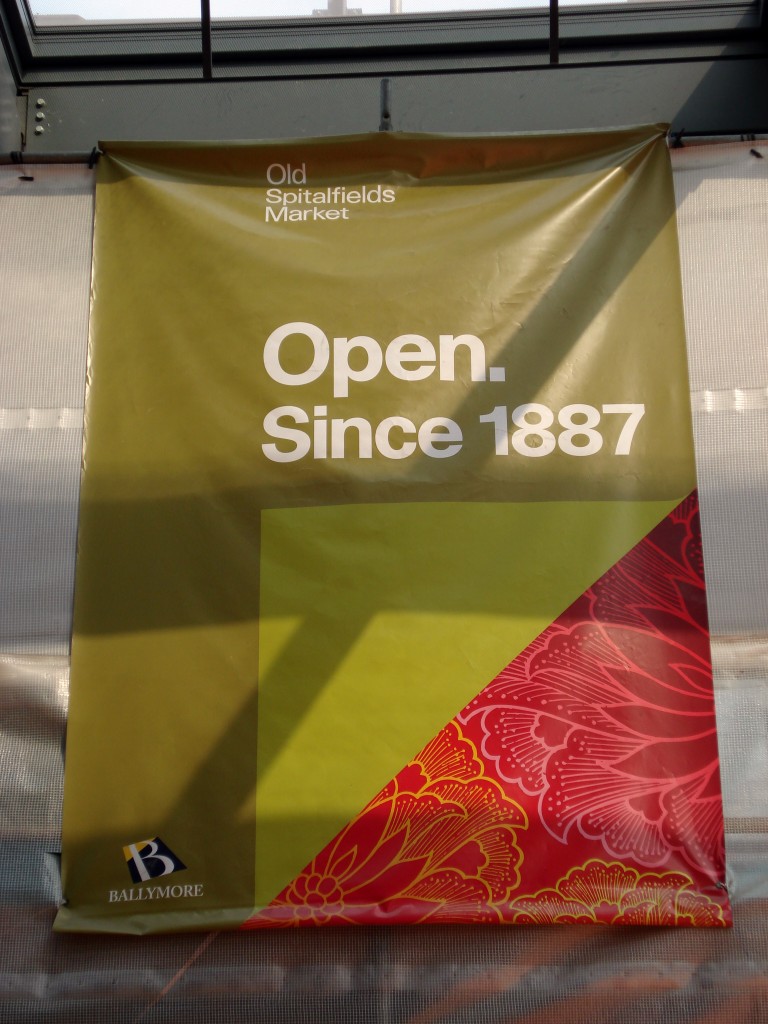 Old
Spitalfields
Market
Open.
Since 1887
B
BALLYMORE